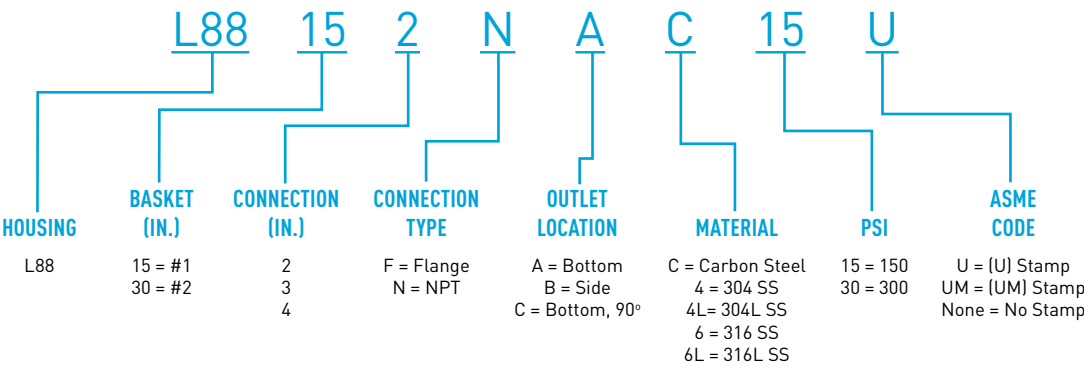 L88 15 2 N A C 15 U
HOUSING
BASKET
(IN.)
CONNECTION
(IN.)
CONNECTION
TYPE
OUTLET
LOCATION
MATERIAL
PSI
ASME
CODE
L88
15 = #1
30 = #2
2
3
4
F = Flange
N = NPT
A = Bottom
B = Side
C = Bottom, 90°
C = Carbon Steel
4 = 304 SS
4L= 304L SS
6 = 316 SS
6L = 316L SS
15 = 150
30 = 300
U = (U) Stamp
UM = (UM) Stamp
None = No Stamp